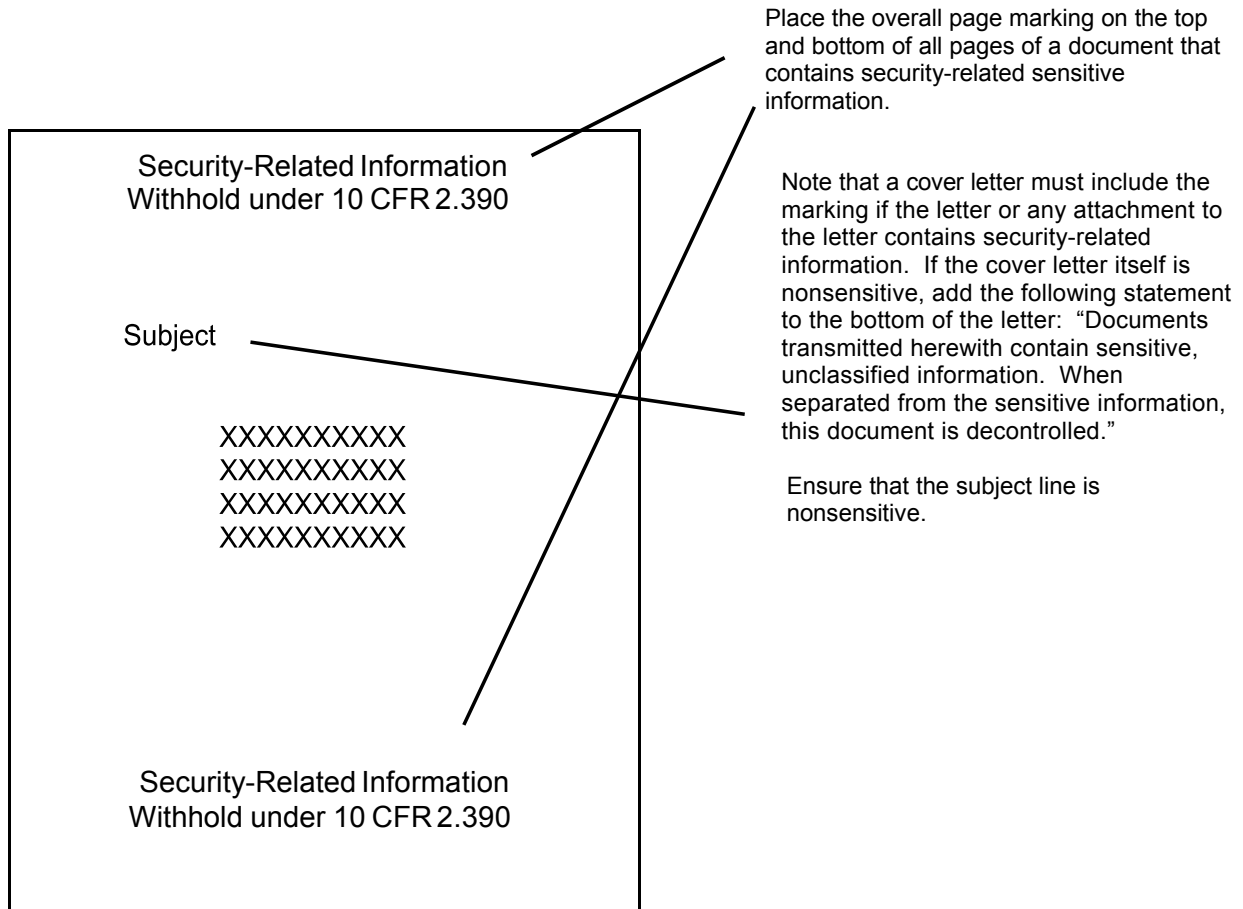 Place the overall page marking on the top
and bottom of all pages of a document that
contains security-related sensitive
information.
Security-Related Information
Withhold under 10 CFR 2.390
Note that a cover letter must include the
marking if the letter or any attachment to
the letter contains security-related
information.  If the cover letter itself is
nonsensitive, add the following statement
to the bottom of the letter:  “Documents
transmitted herewith contain sensitive,
unclassified information.  When
separated from the sensitive information,
this document is decontrolled.”
Subject
Ensure that the subject line is
nonsensitive.
XXXXXXXXXX
XXXXXXXXXX
XXXXXXXXXX
XXXXXXXXXX
Security-Related Information
Withhold under 10 CFR 2.390